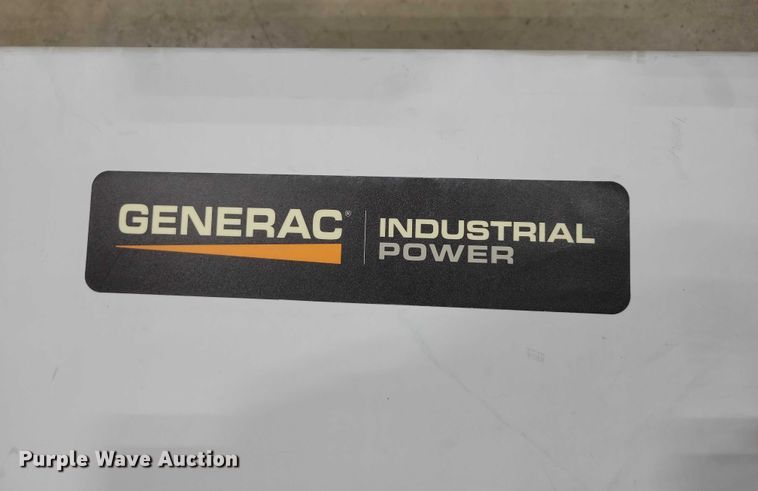 GENERAC®
INDUSTRIAL
POWER
Purple Wave Auction